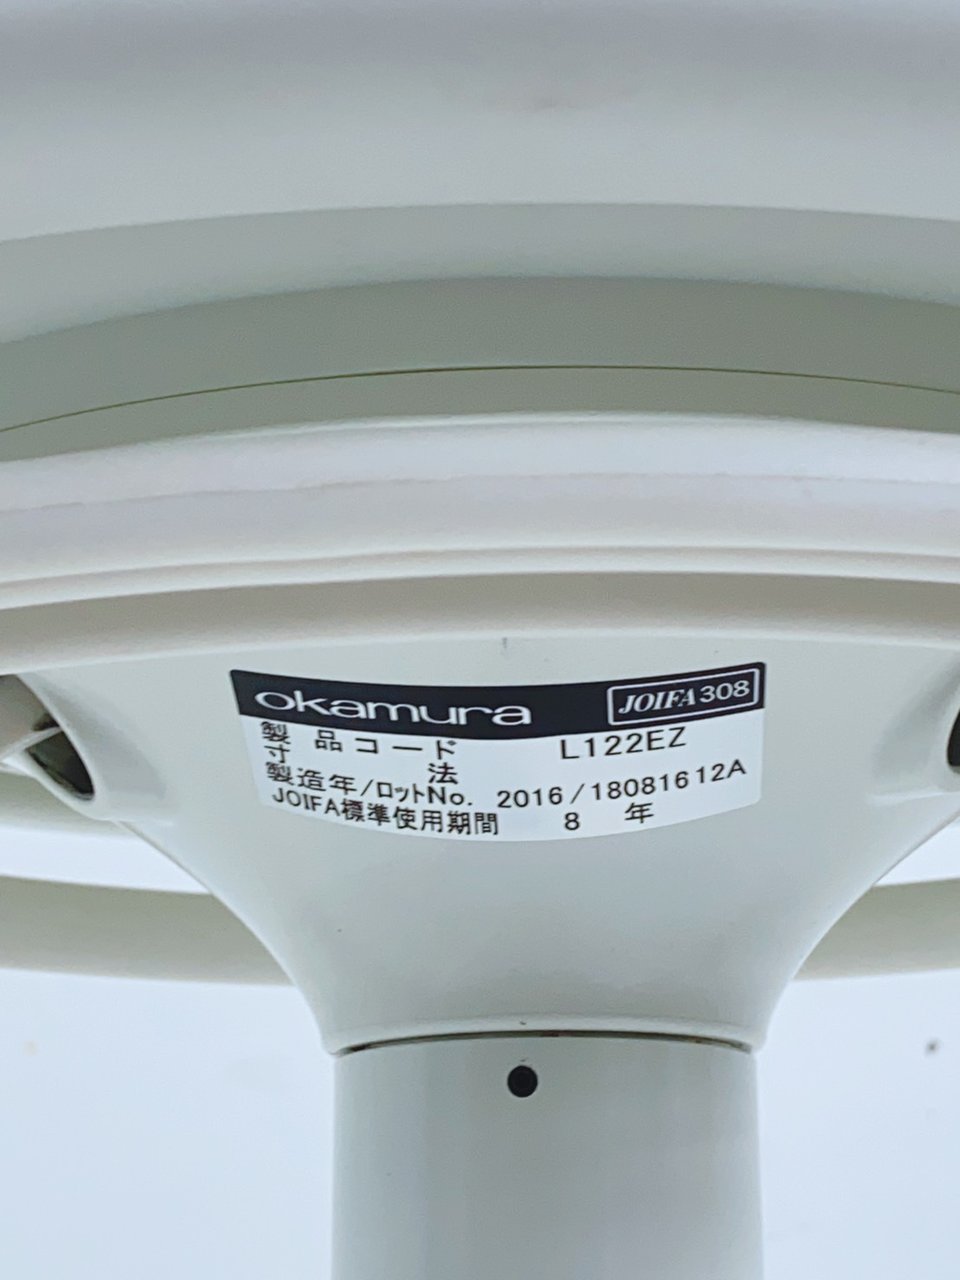 okamura JOIFA308
製品コード L122EZ
寸法
製造年/ロットNo. 2016/18081612A
JOIFA標準使用期間 8 年